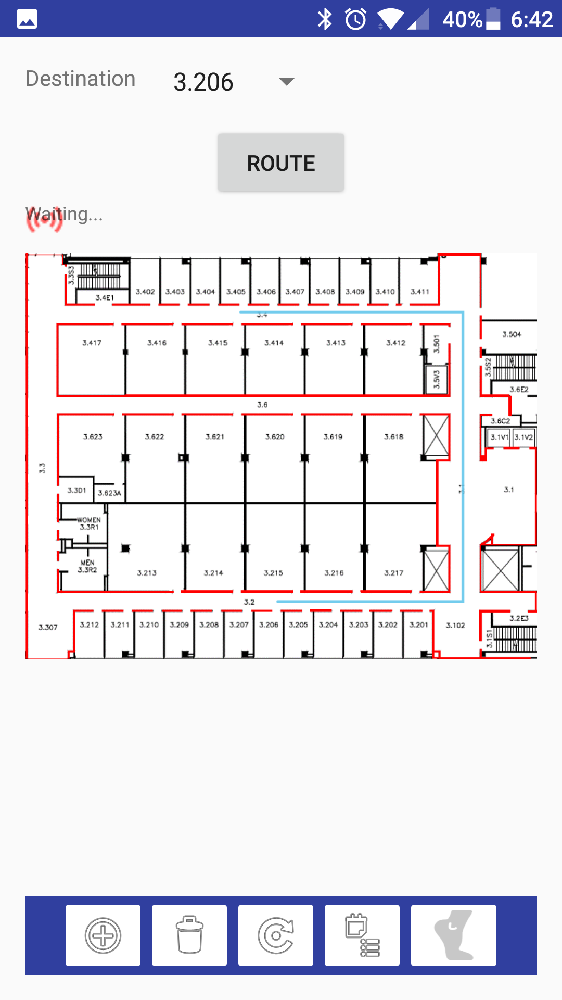 40% 6:42
Destination 3.206
ROUTE
Waiting...
3.3S3
3.4E1 3.402 3.403 3.404 3.405 3.406 3.407 3.408 3.409 3.410 3.411
3.4
3.417 3.416 3.415 3.414 3.413 3.412 3.501 3.504
3.5V3 3.5S2
3.6 3.6E2
3.6C2
3.623 3.622 3.621 3.620 3.619 3.618 3.1V1 3.1V2
3.3
3.3D1 3.623A 3.1 3.1
WOMEN
3.3R1
MEN
3.3R2 3.213 3.214 3.215 3.216 3.217
3.2
3.307 3.212 3.211 3.210 3.209 3.208 3.207 3.206 3.205 3.204 3.203 3.202 3.201 3.102 3.2E3
3.1S1